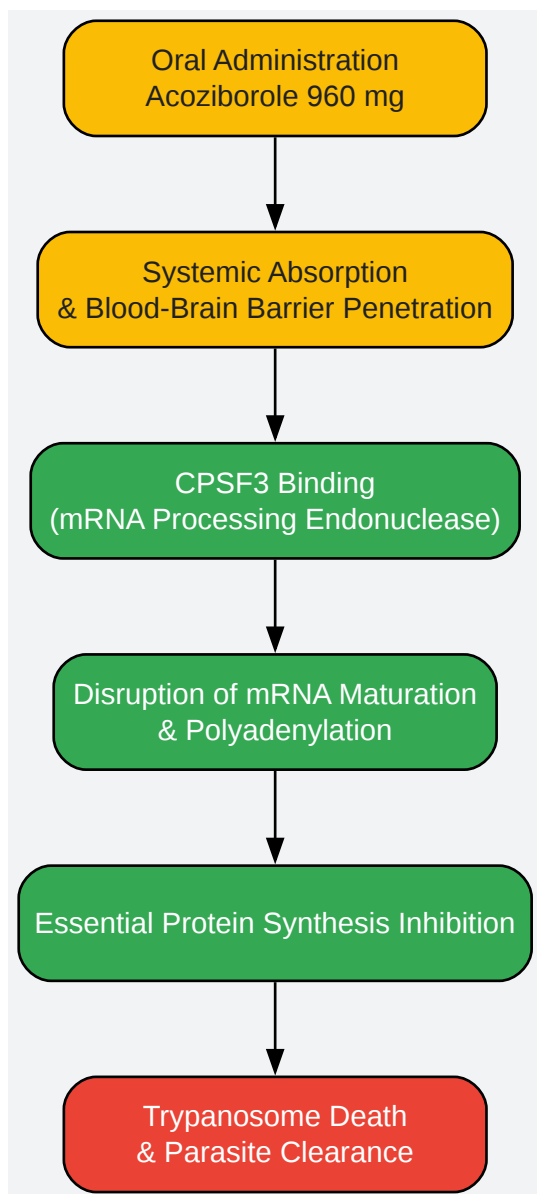 Oral Administration
Acoziborole 960 mg
Systemic Absorption
& Blood-Brain Barrier Penetration
CPSF3 Binding
(mRNA Processing Endonuclease)
Disruption of mRNA Maturation
& Polyadenylation
Essential Protein Synthesis Inhibition
Trypanosome Death
& Parasite Clearance